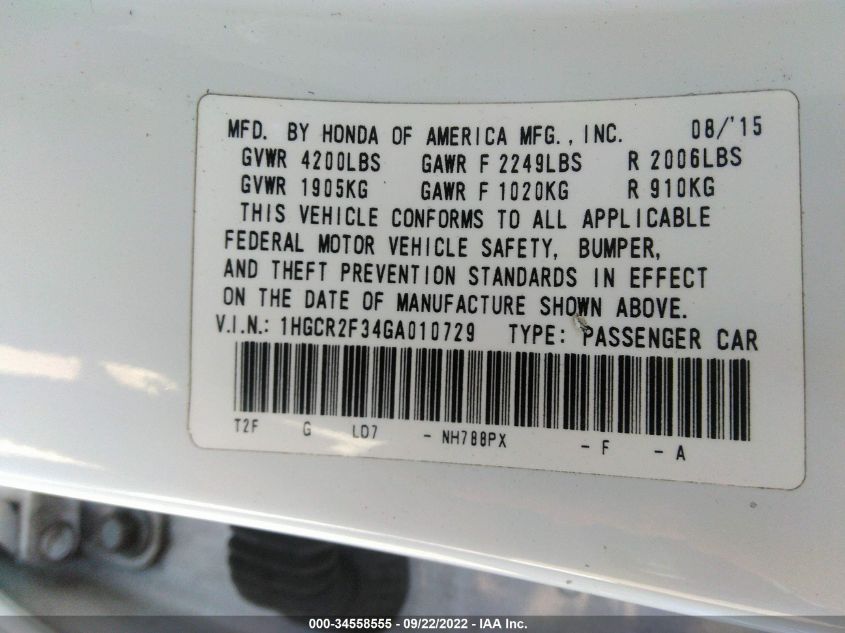 MFD. BY HONDA OF AMERICA MFG., INC. 08/'15
GVWR 4200LBS GAWR F 2249LBS R 2006LBS
GVWR 1905KG GAWR F 1020KG R 910KG
THIS VEHICLE CONFORMS TO ALL APPLICABLE
FEDERAL MOTOR VEHICLE SAFETY, BUMPER,
AND THEFT PREVENTION STANDARDS IN EFFECT
ON THE DATE OF MANUFACTURE SHOWN ABOVE.
V.I.N.: 1HGCR2F34GA010729 TYPE: PASSENGER CAR
T2F G LD7 - NH788PX - F - A
000-34558555 / 09/22/2022 - IAA Inc.